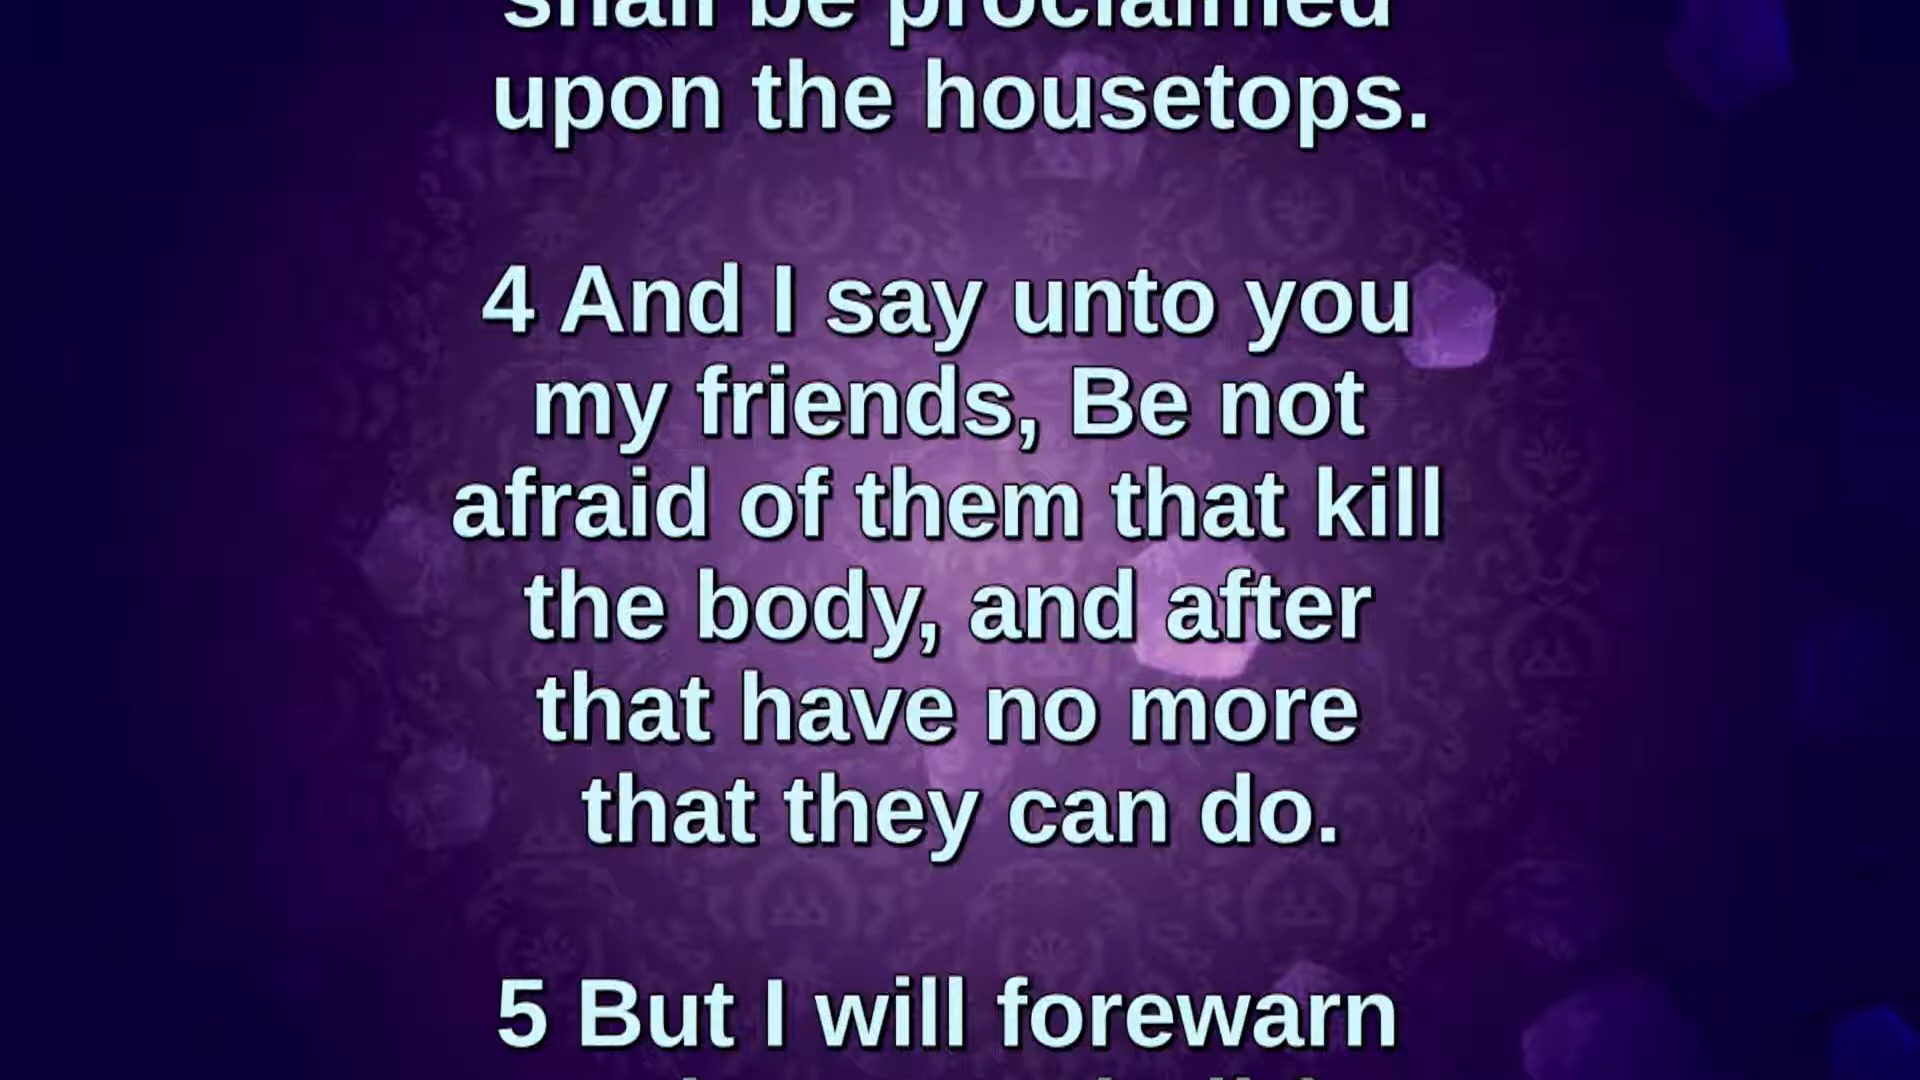 shall be proclaimed
upon the housetops.
4 And I say unto you
my friends, Be not
afraid of them that kill
the body, and after
that have no more
that they can do.
5 But I will forewarn